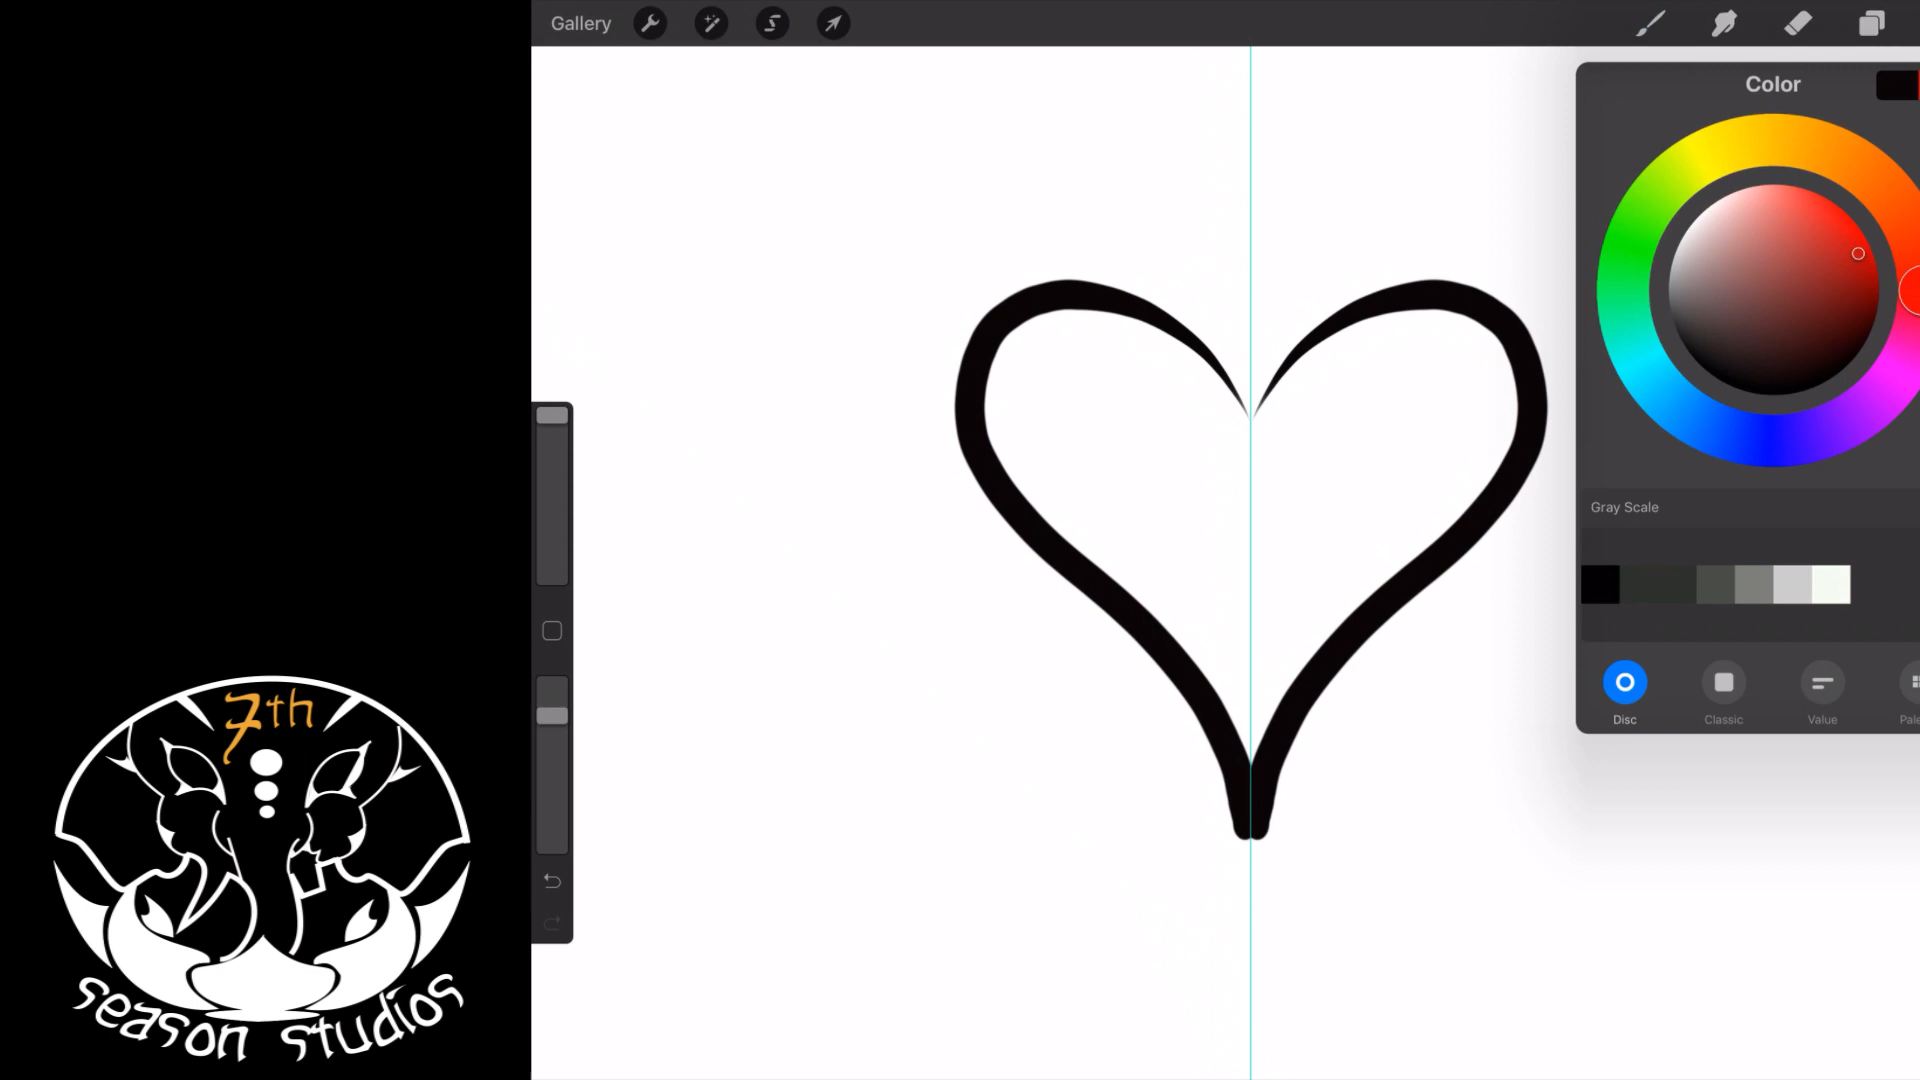 Gallery
Color
Gray Scale
Disc
Classic
Value
7th
season studios